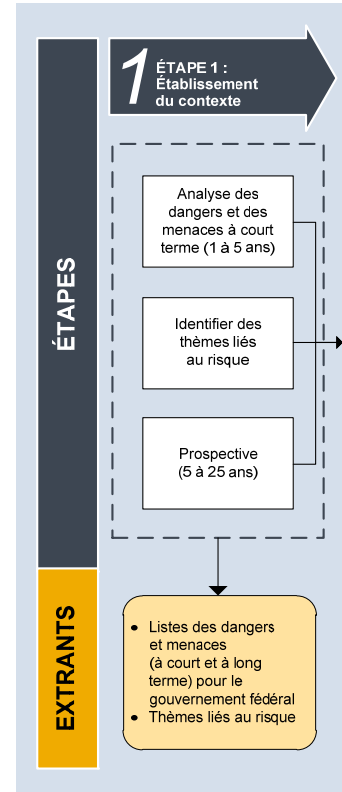 1
ÉTAPE 1 :
Établissement
du contexte
ÉTAPES
Analyse des
dangers et des
menaces à court
terme (1 à 5 ans)
Identifier des
thèmes liés
au risque
Prospective
(5 à 25 ans)
EXTRANTS
• Listes des dangers
et menaces
(à court et à long
terme) pour le
gouvernement fédéral
• Thèmes liés au risque